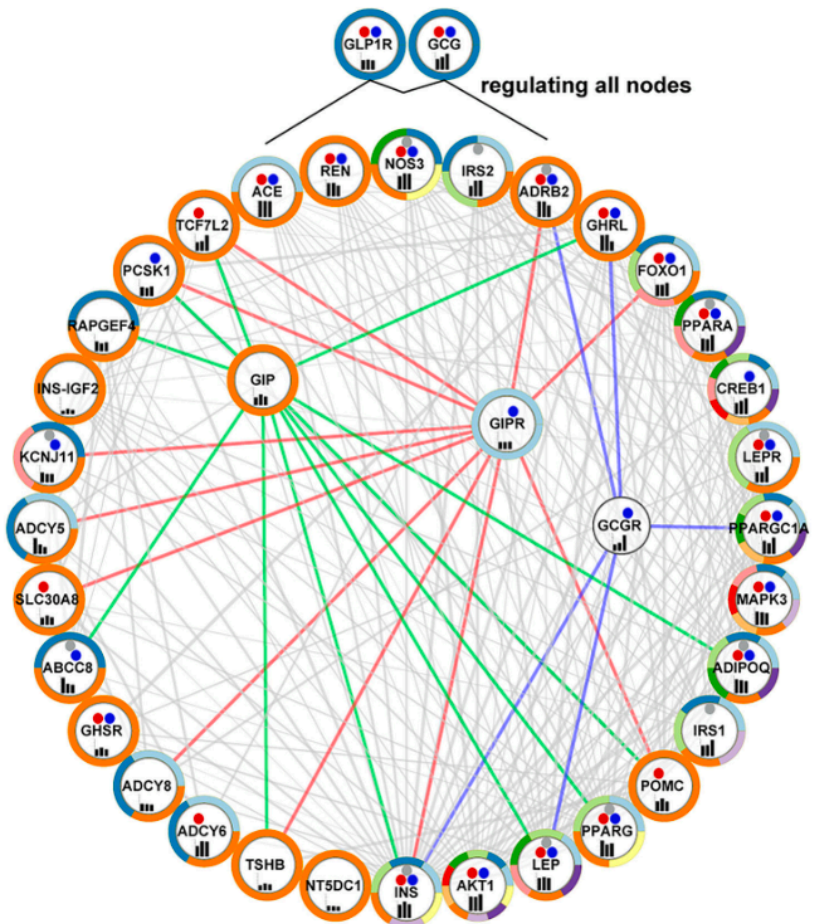 GLP1R
GCG
regulating all nodes
NOS3
IRS2
REN
ACE
ADRB2
TCF7L2
GHRL
PCSK1
FOXO1
RAPGEF4
PPARA
GIP
INS-IGF2
CREB1
GIPR
KCNJ11
LEPR
ADCY5
GCGR
PPARGC1A
SLC30A8
MAPK3
ABCC8
ADIPOQ
GHSR
IRS1
ADCY8
POMC
ADCY6
PPARG
TSHB
LEP
NT5DC1
INS
AKT1